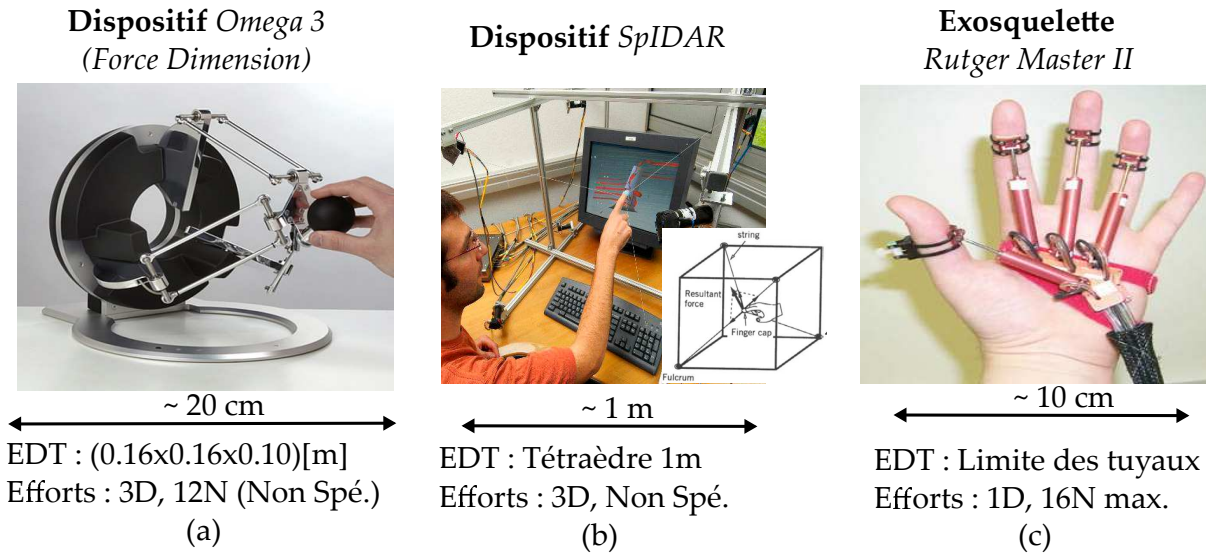 Dispositif Omega 3
(Force Dimension)
Dispositif SpIDAR
Exosquelette
Rutger Master II
string
Resultant
force
Finger cap
Fulcrum
~ 20 cm
~ 1 m
~ 10 cm
EDT : (0.16x0.16x0.10)[m]
Efforts : 3D, 12N (Non Spé.)
(a)
EDT : Tétraèdre 1m
Efforts : 3D, Non Spé.
(b)
EDT : Limite des tuyaux
Efforts : 1D, 16N max.
(c)